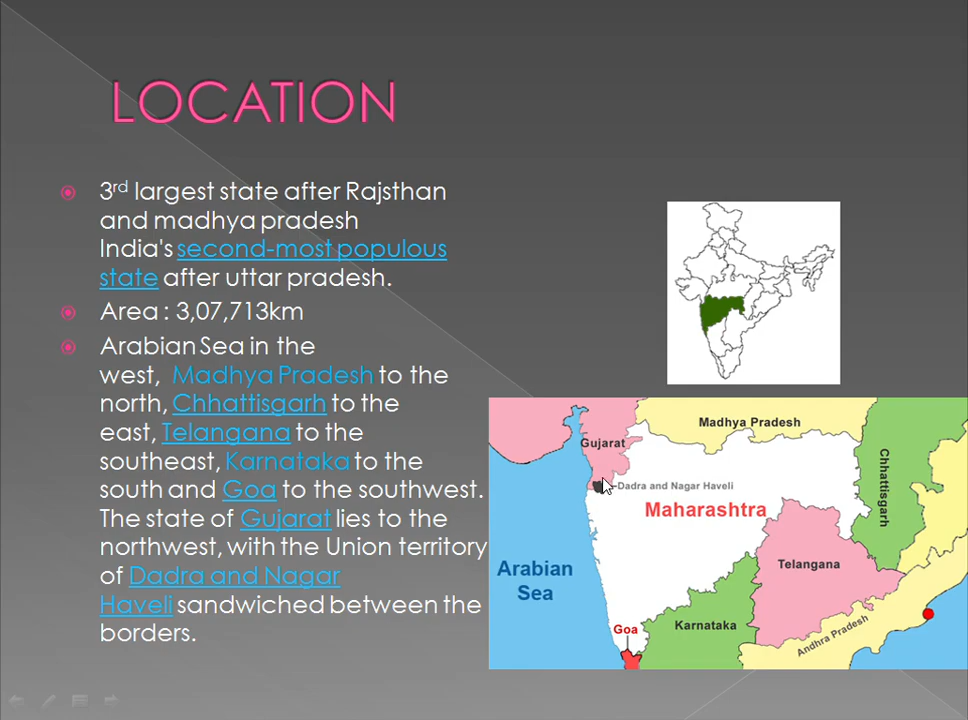 LOCATION
3rd largest state after Rajsthan
and madhya pradesh
India's second-most populous
state after uttar pradesh.
Area : 3,07,713km
Arabian Sea in the
west, Madhya Pradesh to the
north, Chhattisgarh to the
east, Telangana to the
southeast, Karnataka to the
south and Goa to the southwest.
The state of Gujarat lies to the
northwest, with the Union territory
of Dadra and Nagar
Haveli sandwiched between the
borders.
Madhya Pradesh
Gujarat
Chhattisgarh
Dadra and Nagar Haveli
Maharashtra
Arabian
Sea
Telangana
Karnataka
Goa
Andhra Pradesh